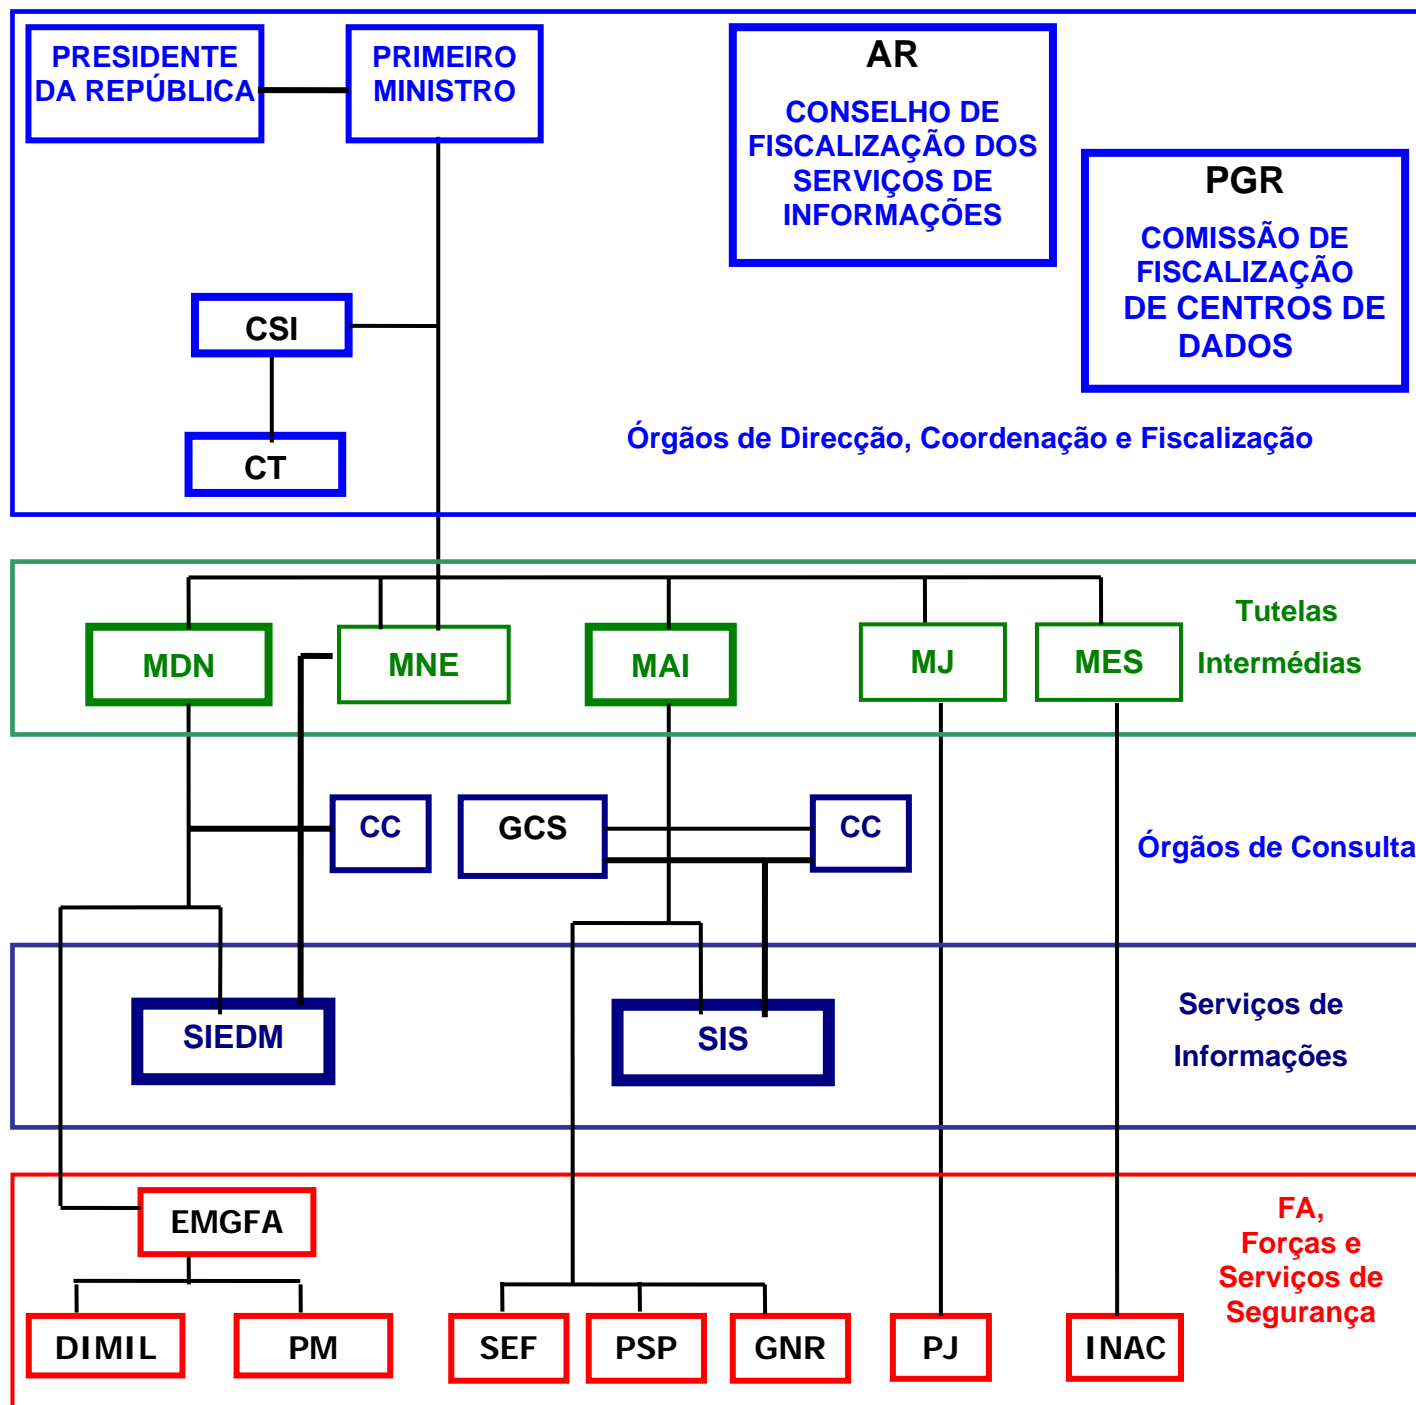 PRESIDENTE
DA REPÚBLICA
PRIMEIRO
MINISTRO
AR
CONSELHO DE
FISCALIZAÇÃO DOS
SERVIÇOS DE
INFORMAÇÕES
PGR
COMISSÃO DE
FISCALIZAÇÃO
DE CENTROS DE
DADOS
CSI
CT
Órgãos de Direcção, Coordenação e Fiscalização
MDN
MNE
MAI
MJ
MES
Tutelas
Intermédias
CC
GCS
CC
Órgãos de Consulta
SIEDM
SIS
Serviços de
Informações
EMGFA
DIMIL
PM
SEF
PSP
GNR
PJ
INAC
FA,
Forças e
Serviços de
Segurança